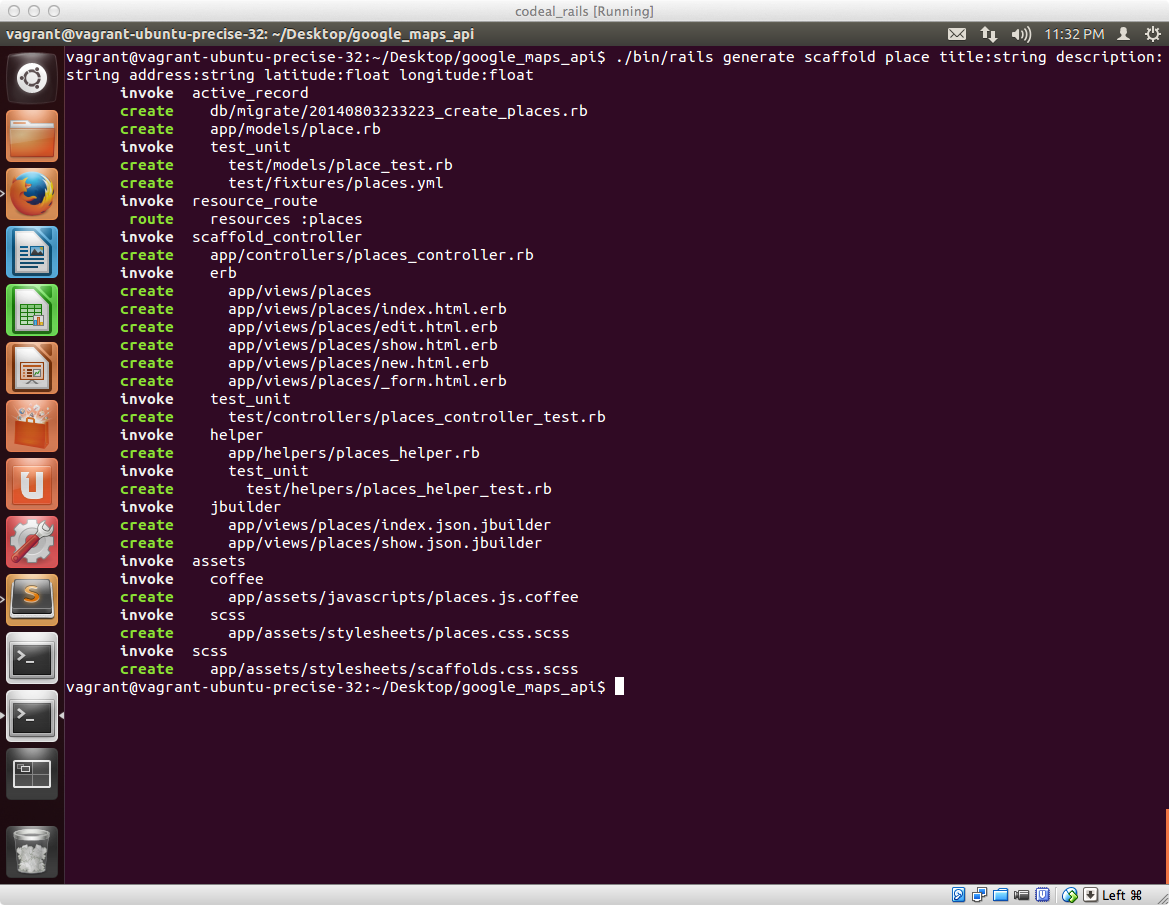 codeal_rails [Running]
vagrant@vagrant-ubuntu-precise-32: ~/Desktop/google_maps_api
11:32 PM
vagrant@vagrant-ubuntu-precise-32:~/Desktop/google_maps_api$ ./bin/rails generate scaffold place title:string description:
string address:string latitude:float longitude:float
invoke  active_record
create    db/migrate/20140803233223_create_places.rb
create    app/models/place.rb
invoke    test_unit
create      test/models/place_test.rb
create      test/fixtures/places.yml
invoke  resource_route
route    resources :places
invoke  scaffold_controller
create    app/controllers/places_controller.rb
invoke    erb
create      app/views/places
create      app/views/places/index.html.erb
create      app/views/places/edit.html.erb
create      app/views/places/show.html.erb
create      app/views/places/new.html.erb
create      app/views/places/_form.html.erb
invoke    test_unit
create      test/controllers/places_controller_test.rb
invoke    helper
create      app/helpers/places_helper.rb
invoke      test_unit
create        test/helpers/places_helper_test.rb
invoke    jbuilder
create      app/views/places/index.json.jbuilder
create      app/views/places/show.json.jbuilder
invoke  assets
invoke    coffee
create      app/assets/javascripts/places.js.coffee
invoke    scss
create      app/assets/stylesheets/places.css.scss
invoke  scss
create    app/assets/stylesheets/scaffolds.css.scss
vagrant@vagrant-ubuntu-precise-32:~/Desktop/google_maps_api$
Left ⌘